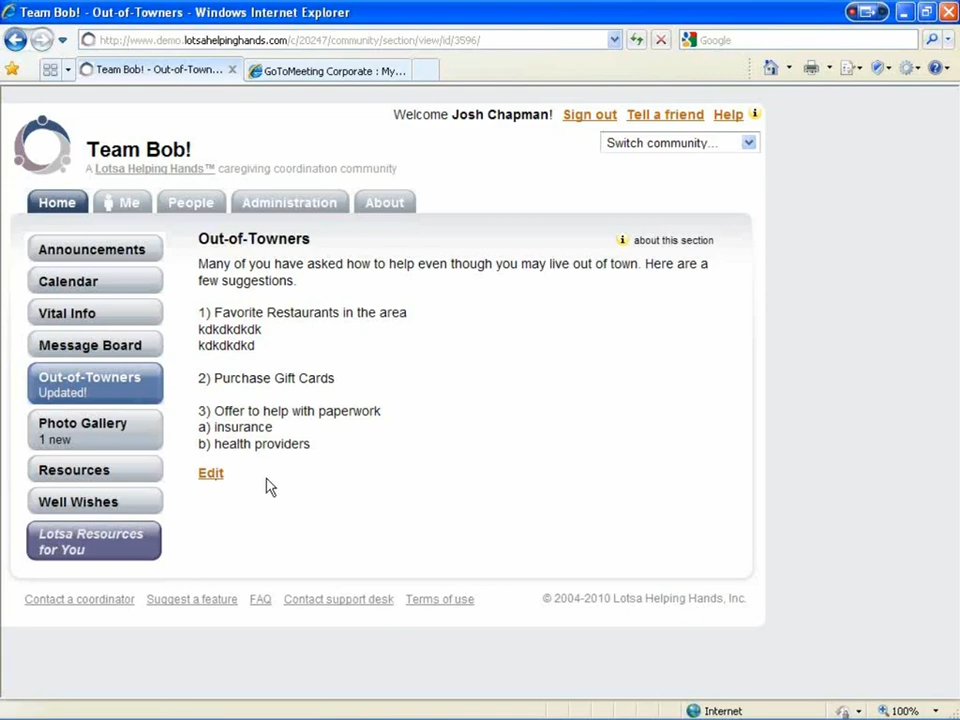 Team Bob! - Out-of-Towners - Windows Internet Explorer
http://www.demo.lotsahelpinghands.com/c/20247/community/section/view/id/3596/
Google
Team Bob! - Out-of-Town...
GoToMeeting Corporate : My...
Welcome Josh Chapman! Sign out Tell a friend Help
Switch community...
Team Bob!
A Lotsa Helping Hands™ caregiving coordination community
Home Me People Administration About
Announcements
Calendar
Vital Info
Message Board
Out-of-Towners
Updated!
Photo Gallery
1 new
Resources
Well Wishes
Lotsa Resources
for You
Out-of-Towners
about this section
Many of you have asked how to help even though you may live out of town. Here are a
few suggestions.
1) Favorite Restaurants in the area
kdkdkdkdk
kdkdkdkd
2) Purchase Gift Cards
3) Offer to help with paperwork
a) insurance
b) health providers
Edit
Contact a coordinator Suggest a feature FAQ Contact support desk Terms of use
© 2004-2010 Lotsa Helping Hands, Inc.
Internet
100%